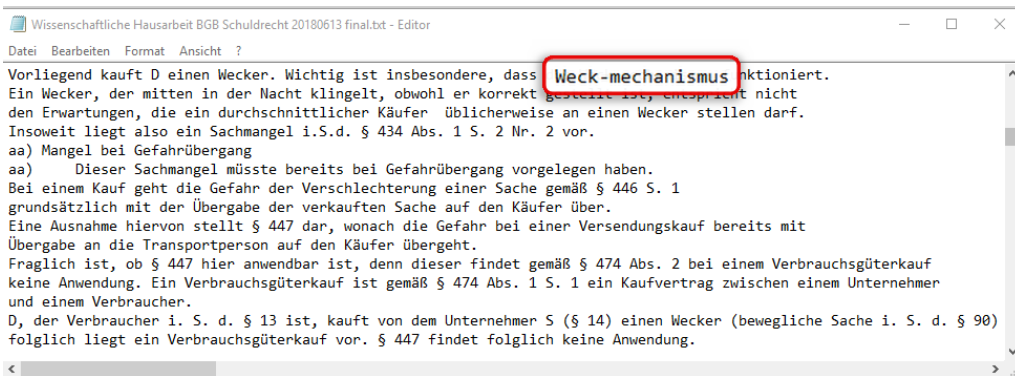 Wissenschaftliche Hausarbeit BGB Schuldrecht 20180613 final.txt - Editor
Datei Bearbeiten Format Ansicht ?
Vorliegend kauft D einen Wecker. Wichtig ist insbesondere, dass Weck-mechanismus nktioniert.
Ein Wecker, der mitten in der Nacht klingelt, obwohl er korrekt gestellt ist, entspricht nicht
den Erwartungen, die ein durchschnittlicher Käufer  üblicherweise an einen Wecker stellen darf.
Insoweit liegt also ein Sachmangel i.S.d. § 434 Abs. 1 S. 2 Nr. 2 vor.
aa) Mangel bei Gefahrübergang
aa)     Dieser Sachmangel müsste bereits bei Gefahrübergang vorgelegen haben.
Bei einem Kauf geht die Gefahr der Verschlechterung einer Sache gemäß § 446 S. 1
grundsätzlich mit der Übergabe der verkauften Sache auf den Käufer über.
Eine Ausnahme hiervon stellt § 447 dar, wonach die Gefahr bei einer Versendungskauf bereits mit
Übergabe an die Transportperson auf den Käufer übergeht.
Fraglich ist, ob § 447 hier anwendbar ist, denn dieser findet gemäß § 474 Abs. 2 bei einem Verbrauchsgüterkauf
keine Anwendung. Ein Verbrauchsgüterkauf ist gemäß § 474 Abs. 1 S. 1 ein Kaufvertrag zwischen einem Unternehmer
und einem Verbraucher.
D, der Verbraucher i. S. d. § 13 ist, kauft von dem Unternehmer S (§ 14) einen Wecker (bewegliche Sache i. S. d. § 90)
folglich liegt ein Verbrauchsgüterkauf vor. § 447 findet folglich keine Anwendung.